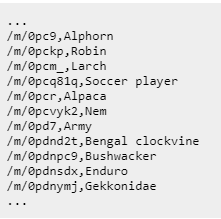 ...
/m/0pc9,Alphorn
/m/0pckp,Robin
/m/0pcm_,Larch
/m/0pcq81q,Soccer player
/m/0pcr,Alpaca
/m/0pcvyk2,Nem
/m/0pd7,Army
/m/0pdnd2t,Bengal clockvine
/m/0pdnpc9,Bushwacker
/m/0pdnsdx,Enduro
/m/0pdnymj,Gekkonidae
...